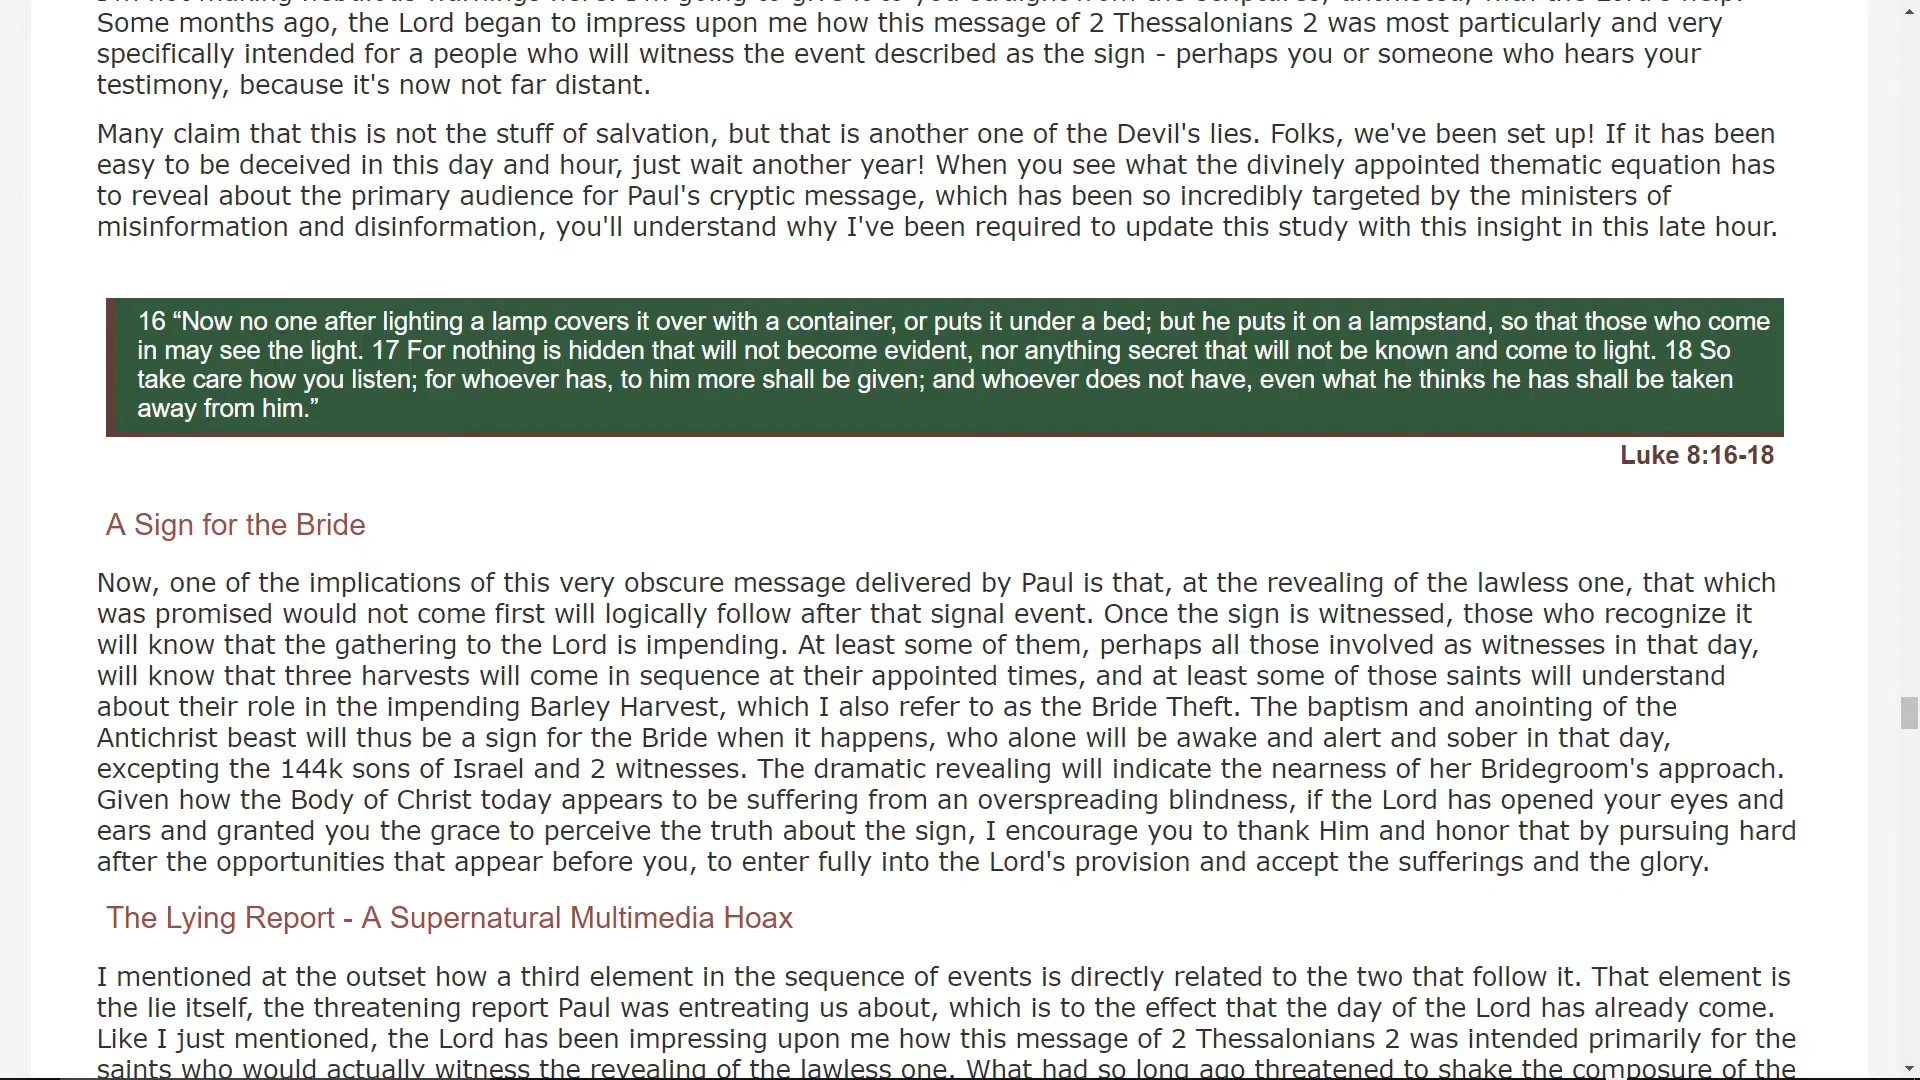 Some months ago, the Lord began to impress upon me how this message of 2 Thessalonians 2 was most particularly and very
specifically intended for a people who will witness the event described as the sign - perhaps you or someone who hears your
testimony, because it's now not far distant.
Many claim that this is not the stuff of salvation, but that is another one of the Devil's lies. Folks, we've been set up! If it has been
easy to be deceived in this day and hour, just wait another year! When you see what the divinely appointed thematic equation has
to reveal about the primary audience for Paul's cryptic message, which has been so incredibly targeted by the ministers of
misinformation and disinformation, you'll understand why I've been required to update this study with this insight in this late hour.
16 “Now no one after lighting a lamp covers it over with a container, or puts it under a bed; but he puts it on a lampstand, so that those who come
in may see the light. 17 For nothing is hidden that will not become evident, nor anything secret that will not be known and come to light. 18 So
take care how you listen; for whoever has, to him more shall be given; and whoever does not have, even what he thinks he has shall be taken
away from him.”
Luke 8:16-18
A Sign for the Bride
Now, one of the implications of this very obscure message delivered by Paul is that, at the revealing of the lawless one, that which
was promised would not come first will logically follow after that signal event. Once the sign is witnessed, those who recognize it
will know that the gathering to the Lord is impending. At least some of them, perhaps all those involved as witnesses in that day,
will know that three harvests will come in sequence at their appointed times, and at least some of those saints will understand
about their role in the impending Barley Harvest, which I also refer to as the Bride Theft. The baptism and anointing of the
Antichrist beast will thus be a sign for the Bride when it happens, who alone will be awake and alert and sober in that day,
excepting the 144k sons of Israel and 2 witnesses. The dramatic revealing will indicate the nearness of her Bridegroom's approach.
Given how the Body of Christ today appears to be suffering from an overspreading blindness, if the Lord has opened your eyes and
ears and granted you the grace to perceive the truth about the sign, I encourage you to thank Him and honor that by pursuing hard
after the opportunities that appear before you, to enter fully into the Lord's provision and accept the sufferings and the glory.
The Lying Report - A Supernatural Multimedia Hoax
I mentioned at the outset how a third element in the sequence of events is directly related to the two that follow it. That element is
the lie itself, the threatening report Paul was entreating us about, which is to the effect that the day of the Lord has already come.
Like I just mentioned, the Lord has been impressing upon me how this message of 2 Thessalonians 2 was intended primarily for the
saints who would actually witness the revealing of the lawless one. What had so long ago threatened to shake the composure of the